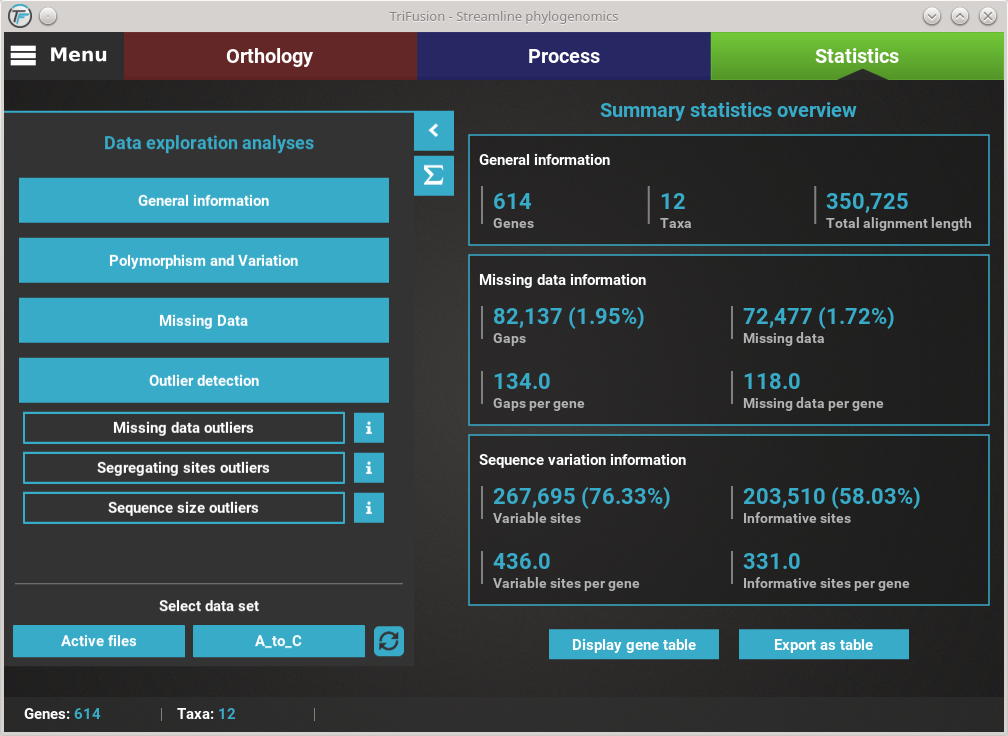 TF
TriFusion - Streamline phylogenomics
Menu
Orthology
Process
Statistics
Data exploration analyses
General information
Polymorphism and Variation
Missing Data
Outlier detection
Missing data outliers
i
Segregating sites outliers
i
Sequence size outliers
i
Select data set
Active files
A_to_C
Σ
Summary statistics overview
General information
614
Genes
12
Taxa
350,725
Total alignment length
Missing data information
82,137 (1.95%)
Gaps
72,477 (1.72%)
Missing data
134.0
Gaps per gene
118.0
Missing data per gene
Sequence variation information
267,695 (76.33%)
Variable sites
203,510 (58.03%)
Informative sites
436.0
Variable sites per gene
331.0
Informative sites per gene
Display gene table
Export as table
Genes: 614
Taxa: 12